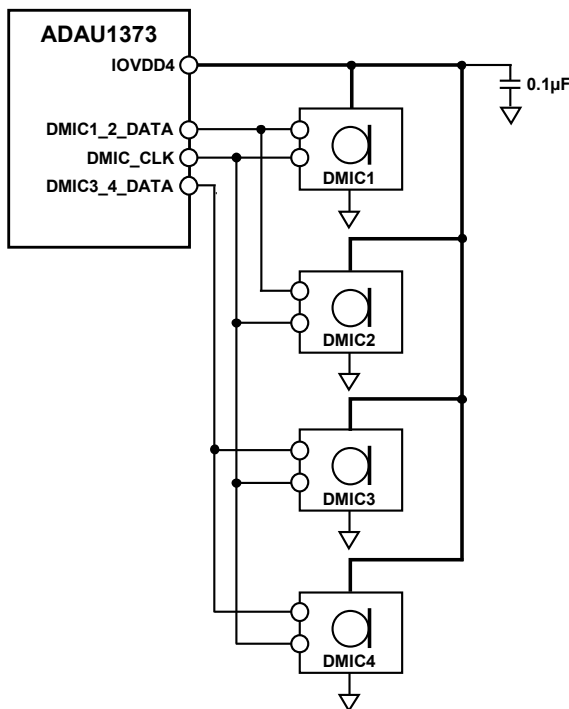 ADAU1373
IOVDD4
0.1µF
DMIC1_2_DATA
DMIC_CLK
DMIC3_4_DATA
DMIC1
DMIC2
DMIC3
DMIC4